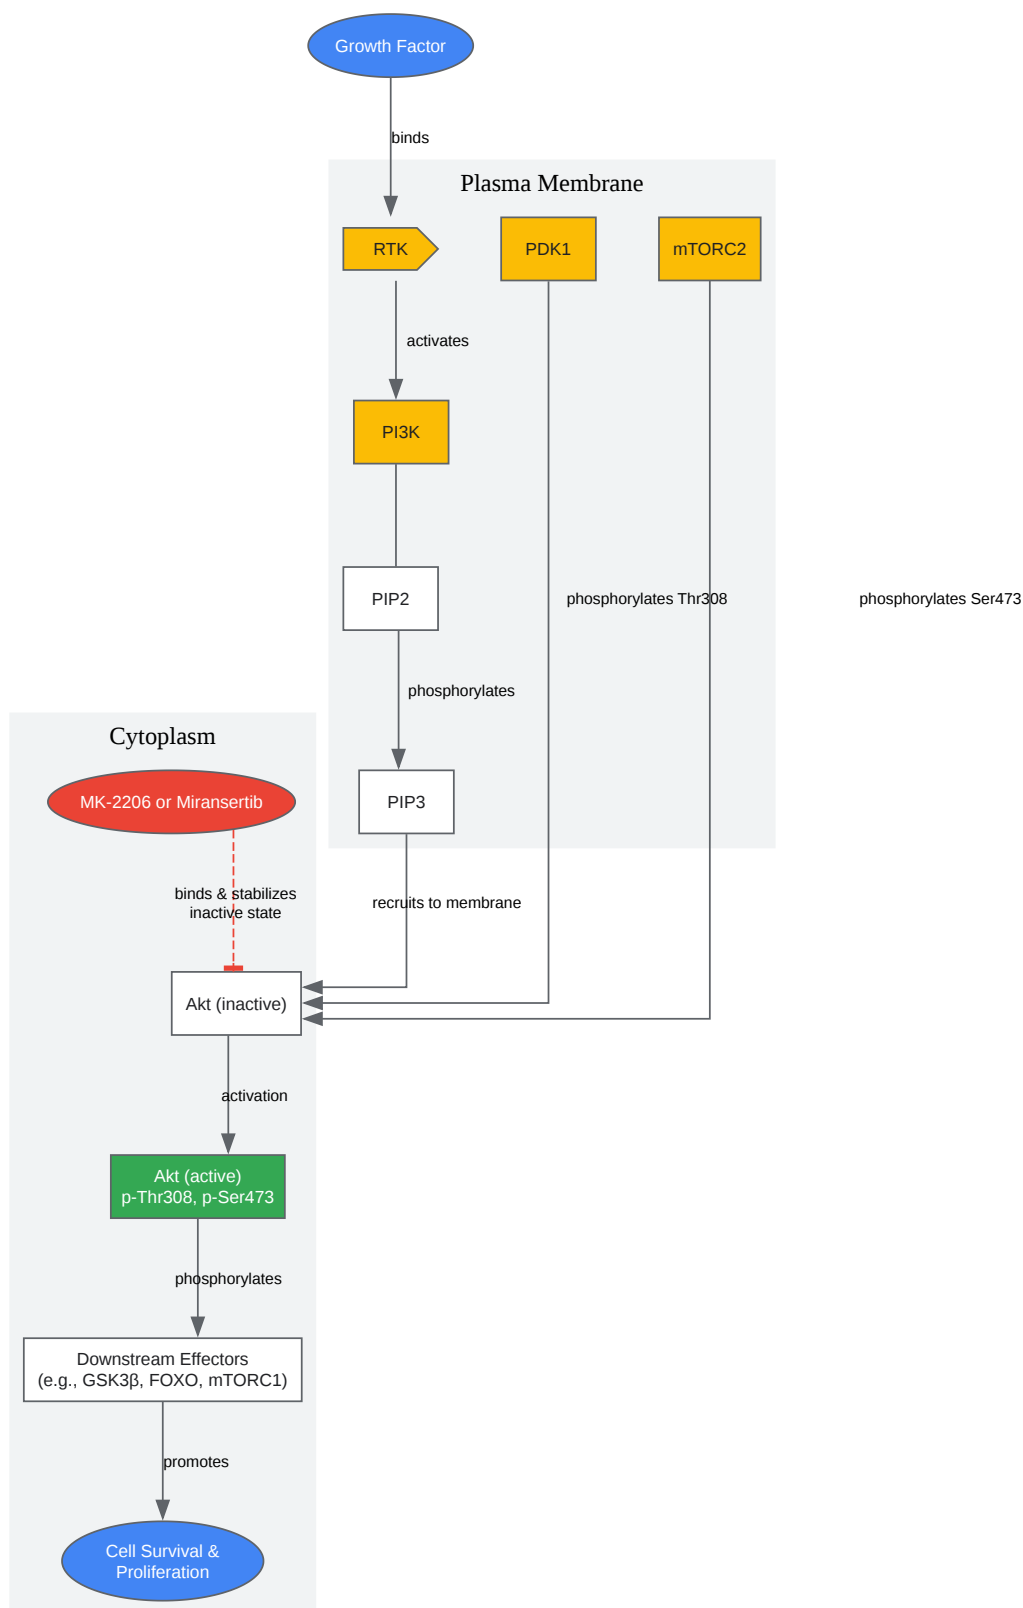 Growth Factor
binds
Plasma Membrane
RTK
PDK1
mTORC2
activates
PI3K
PIP2
phosphorylates Thr308
phosphorylates Ser473
phosphorylates
Cytoplasm
MK-2206 or Miransertib
PIP3
binds & stabilizes
inactive state
recruits to membrane
Akt (inactive)
activation
Akt (active)
p-Thr308, p-Ser473
phosphorylates
Downstream Effectors
(e.g., GSK3β, FOXO, mTORC1)
promotes
Cell Survival &
Proliferation